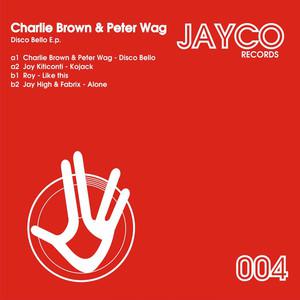 Charlie Brown & Peter Wag
Disco Bello E.p.
a1 Charlie Brown & Peter Wag - Disco Bello
a2 Joy Kiticonti - Kojack
b1 Roy - Like this
b2 Jay High & Fabrix - Alone
JAYCO
RECORDS
004